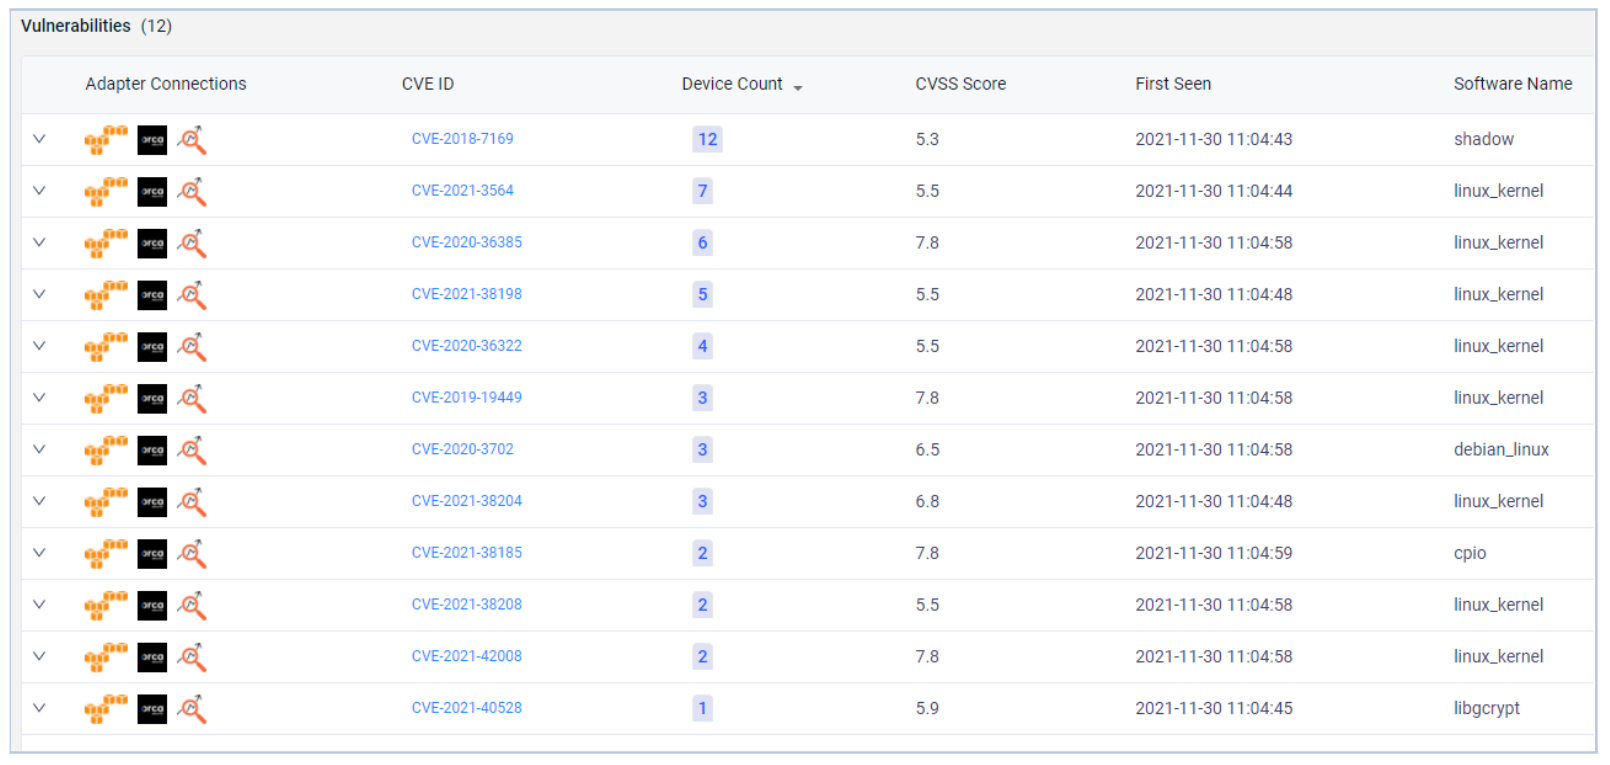 Vulnerabilities (12)
Adapter Connections CVE ID Device Count CVSS Score First Seen Software Name
orca CVE-2018-7169 12 5.3 2021-11-30 11:04:43 shadow
orca CVE-2021-3564 7 5.5 2021-11-30 11:04:44 linux_kernel
orca CVE-2020-36385 6 7.8 2021-11-30 11:04:58 linux_kernel
orca CVE-2021-38198 5 5.5 2021-11-30 11:04:48 linux_kernel
orca CVE-2020-36322 4 5.5 2021-11-30 11:04:58 linux_kernel
orca CVE-2019-19449 3 7.8 2021-11-30 11:04:58 linux_kernel
orca CVE-2020-3702 3 6.5 2021-11-30 11:04:58 debian_linux
orca CVE-2021-38204 3 6.8 2021-11-30 11:04:48 linux_kernel
orca CVE-2021-38185 2 7.8 2021-11-30 11:04:59 cpio
orca CVE-2021-38208 2 5.5 2021-11-30 11:04:58 linux_kernel
orca CVE-2021-42008 2 7.8 2021-11-30 11:04:58 linux_kernel
orca CVE-2021-40528 1 5.9 2021-11-30 11:04:45 libgcrypt